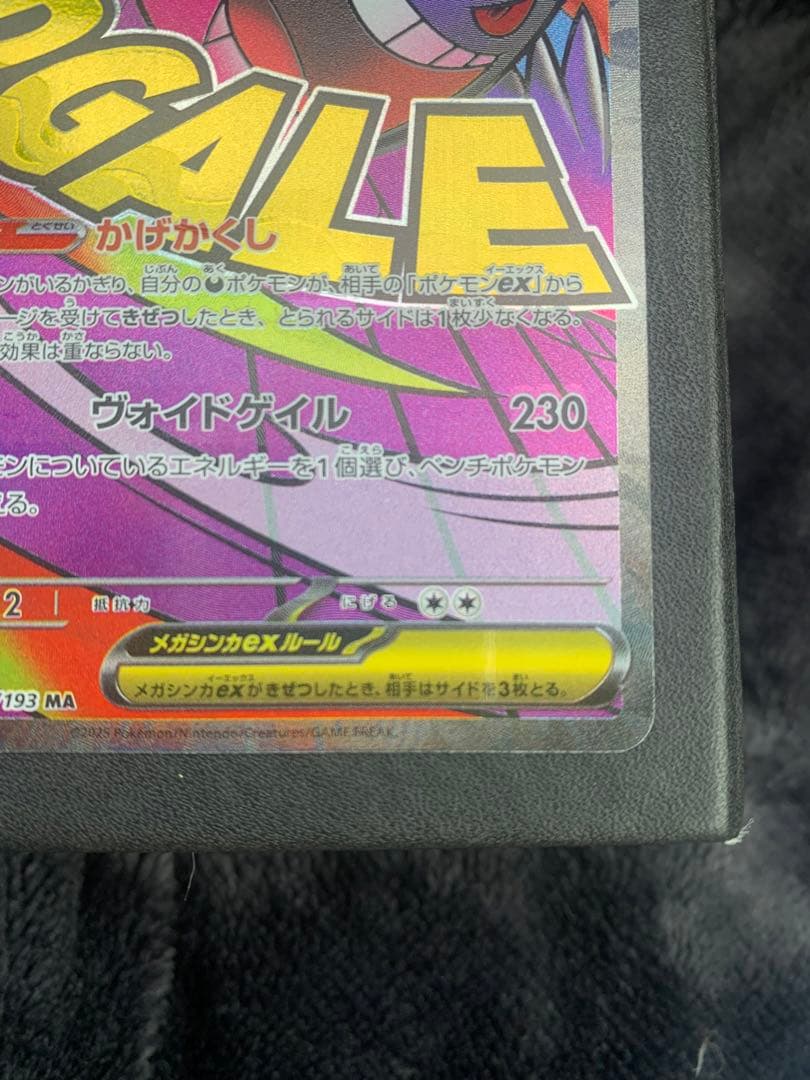 GALE
とくせい かげかくし
ンがいるかぎり、自分のポケモンが、相手の「ポケモンex」から
ージを受けてきぜつしたとき、とられるサイドは1枚少なくなる。
効果は重ならない。
ヴォイドゲイル 230
モンについているエネルギーを1個選び、ベンチポケモン
える。
2 抵抗力 にげる
メガシンカexルール
メガシンカexがきぜつしたとき、相手はサイドを3枚とる。
/193 MA
©2025 Pokémon/Nintendo/Creatures/GAME FREAK